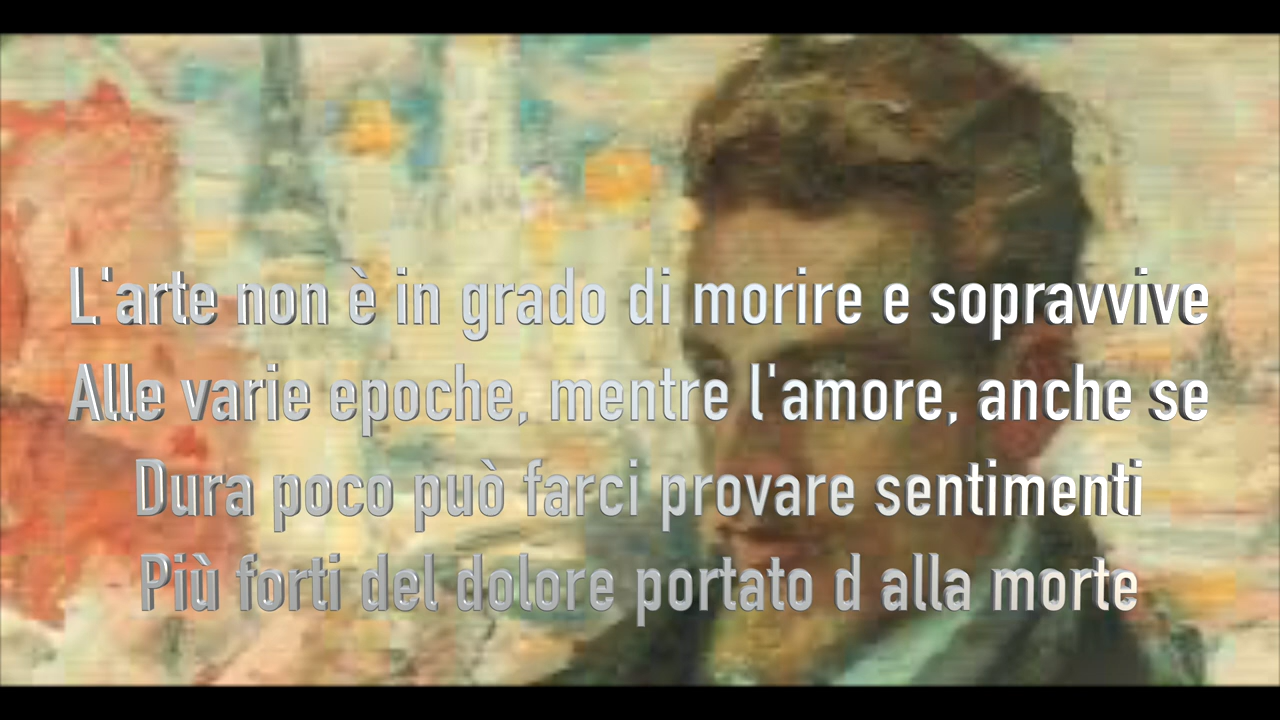 L'arte non è in grado di morire e sopravvive
Alle varie epoche, mentre l'amore, anche se
Dura poco può farci provare sentimenti
Più forti del dolore portato d alla morte